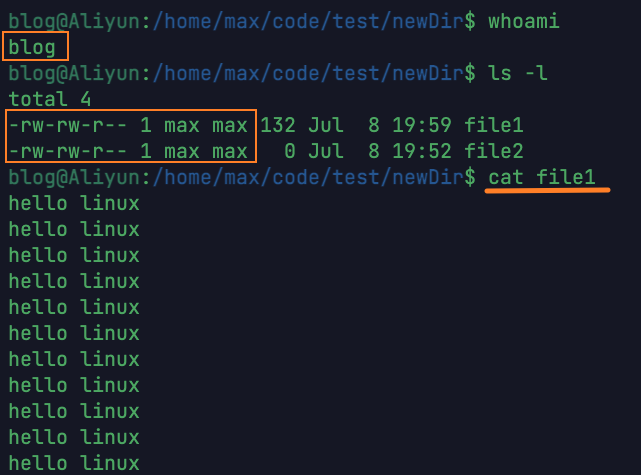 blog@Aliyun:/home/max/code/test/newDir$ whoami
blog
blog@Aliyun:/home/max/code/test/newDir$ ls -l
total 4
-rw-rw-r-- 1 max max 132 Jul  8 19:59 file1
-rw-rw-r-- 1 max max   0 Jul  8 19:52 file2
blog@Aliyun:/home/max/code/test/newDir$ cat file1
hello linux
hello linux
hello linux
hello linux
hello linux
hello linux
hello linux
hello linux
hello linux
hello linux
hello linux